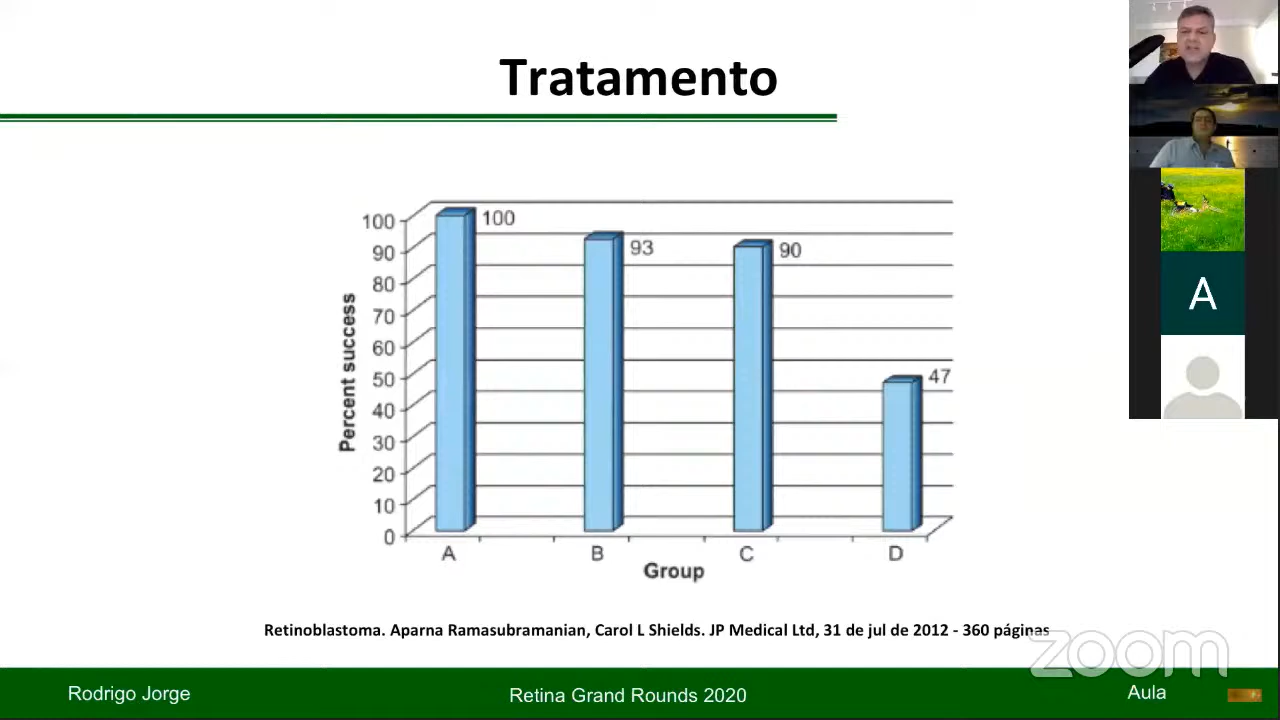 Tratamento
100
90
80
70
60
50
40
30
20
10
0
Percent success
100
93
90
47
A
B
C
D
Group
A
Retinoblastoma. Aparna Ramasubramanian, Carol L Shields. JP Medical Ltd, 31 de jul de 2012 - 360 páginas
zoom
Rodrigo Jorge
Retina Grand Rounds 2020
Aula